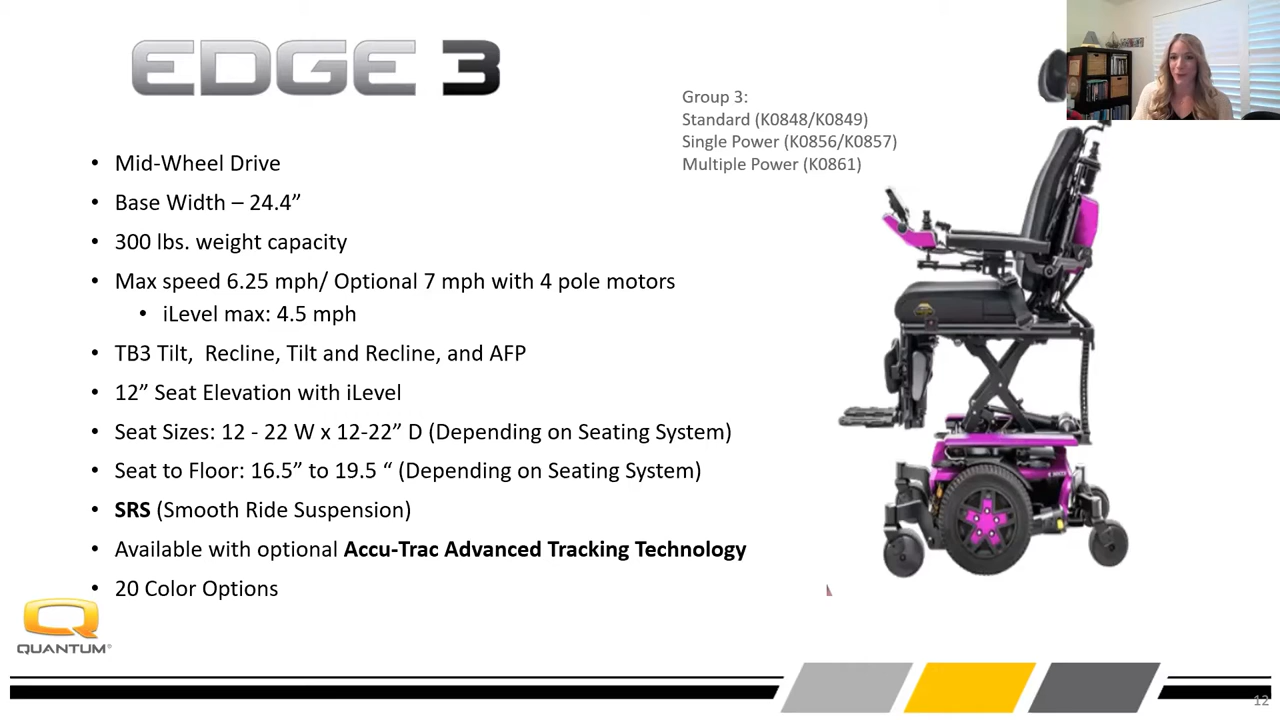 EDGE 3
Group 3:
Standard (K0848/K0849)
Single Power (K0856/K0857)
Multiple Power (K0861)
• Mid-Wheel Drive
• Base Width – 24.4”
• 300 lbs. weight capacity
• Max speed 6.25 mph/ Optional 7 mph with 4 pole motors
• iLevel max: 4.5 mph
• TB3 Tilt, Recline, Tilt and Recline, and AFP
• 12” Seat Elevation with iLevel
• Seat Sizes: 12 - 22 W x 12-22” D (Depending on Seating System)
• Seat to Floor: 16.5” to 19.5 “ (Depending on Seating System)
• SRS (Smooth Ride Suspension)
• Available with optional Accu-Trac Advanced Tracking Technology
• 20 Color Options
QUANTUM®
12